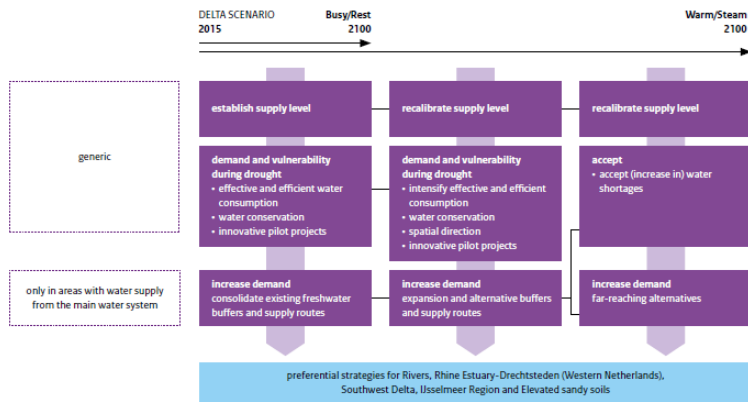 DELTA SCENARIO
2015
Busy/Rest
2100
Warm/Steam
2100
generic
establish supply level
recalibrate supply level
recalibrate supply level
demand and vulnerability
during drought
• effective and efficient water
consumption
• water conservation
• innovative pilot projects
demand and vulnerability
during drought
• intensify effective and efficient
consumption
• water conservation
• spatial direction
• innovative pilot projects
accept
• accept (increase in) water
shortages
only in areas with water supply
from the main water system
increase demand
consolidate existing freshwater
buffers and supply routes
increase demand
expansion and alternative buffers
and supply routes
increase demand
far-reaching alternatives
preferential strategies for Rivers, Rhine Estuary-Drechtsteden (Western Netherlands),
Southwest Delta, IJsselmeer Region and Elevated sandy soils